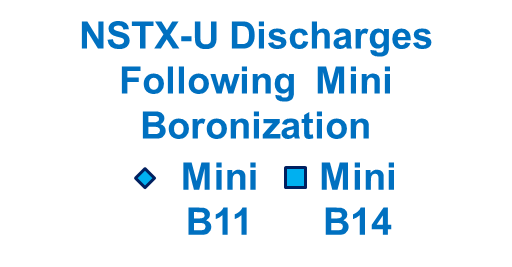 NSTX-U Discharges
Following Mini
Boronization
Mini Mini
B11 B14